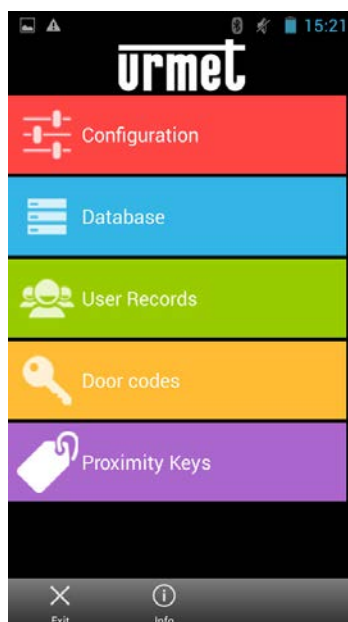 15:21
urmet
Configuration
Database
User Records
Door codes
Proximity Keys
Exit Info